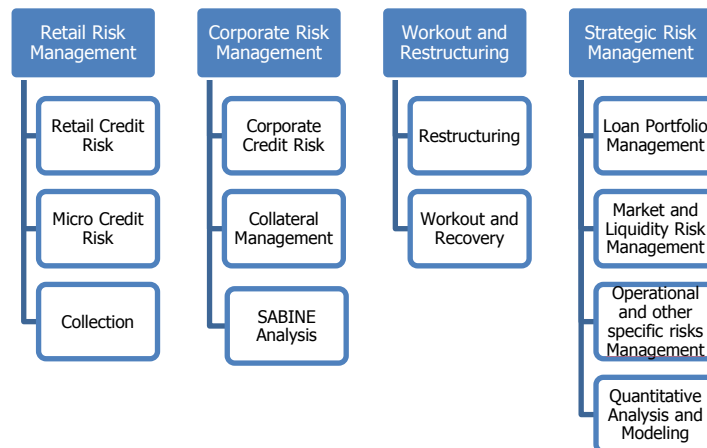 Retail Risk
Management
Retail Credit
Risk
Micro Credit
Risk
Collection
Corporate Risk
Management
Corporate
Credit Risk
Collateral
Management
SABINE
Analysis
Workout and
Restructuring
Restructuring
Workout and
Recovery
Strategic Risk
Management
Loan Portfolio
Management
Market and
Liquidity Risk
Management
Operational
and other
specific risks
Management
Quantitative
Analysis and
Modeling